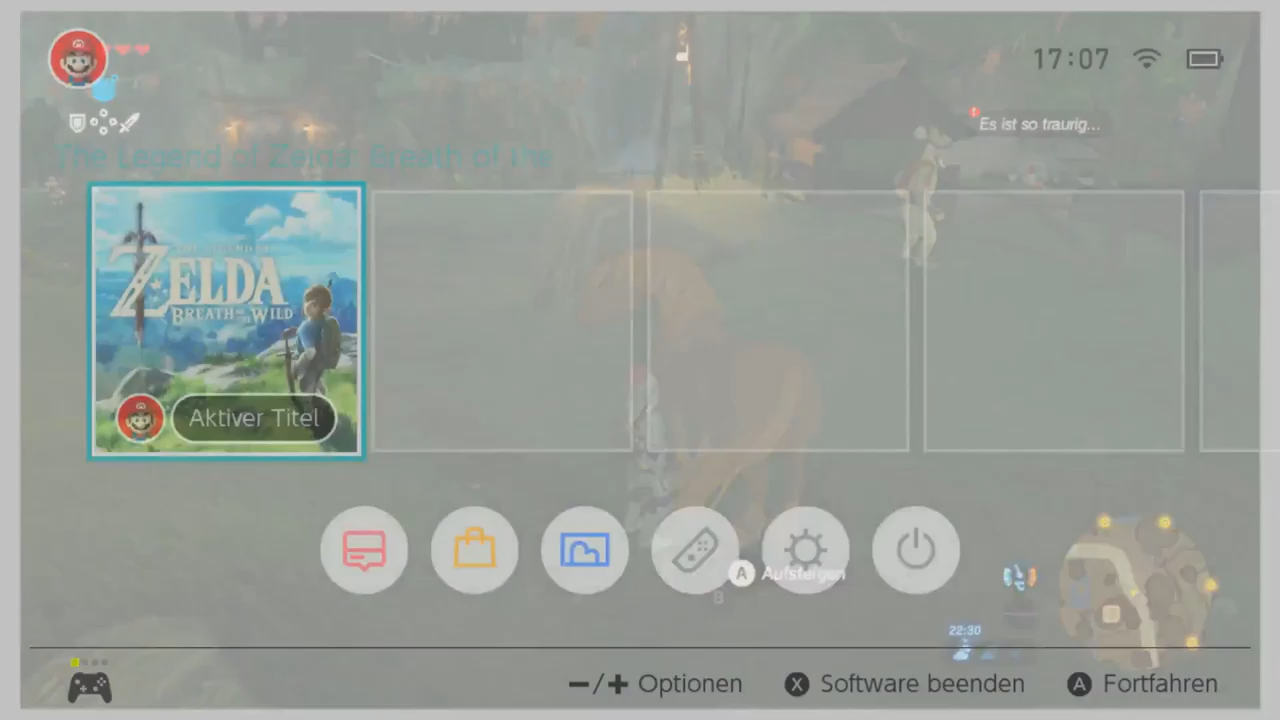 17:07
Es ist so traurig...
The Legend of Zelda: Breath of the
THE LEGEND OF
ZELDA
BREATH OF THE WILD
Aktiver Titel
A Aufsteigen
B
22:30
−/+ Optionen
X Software beenden
A Fortfahren